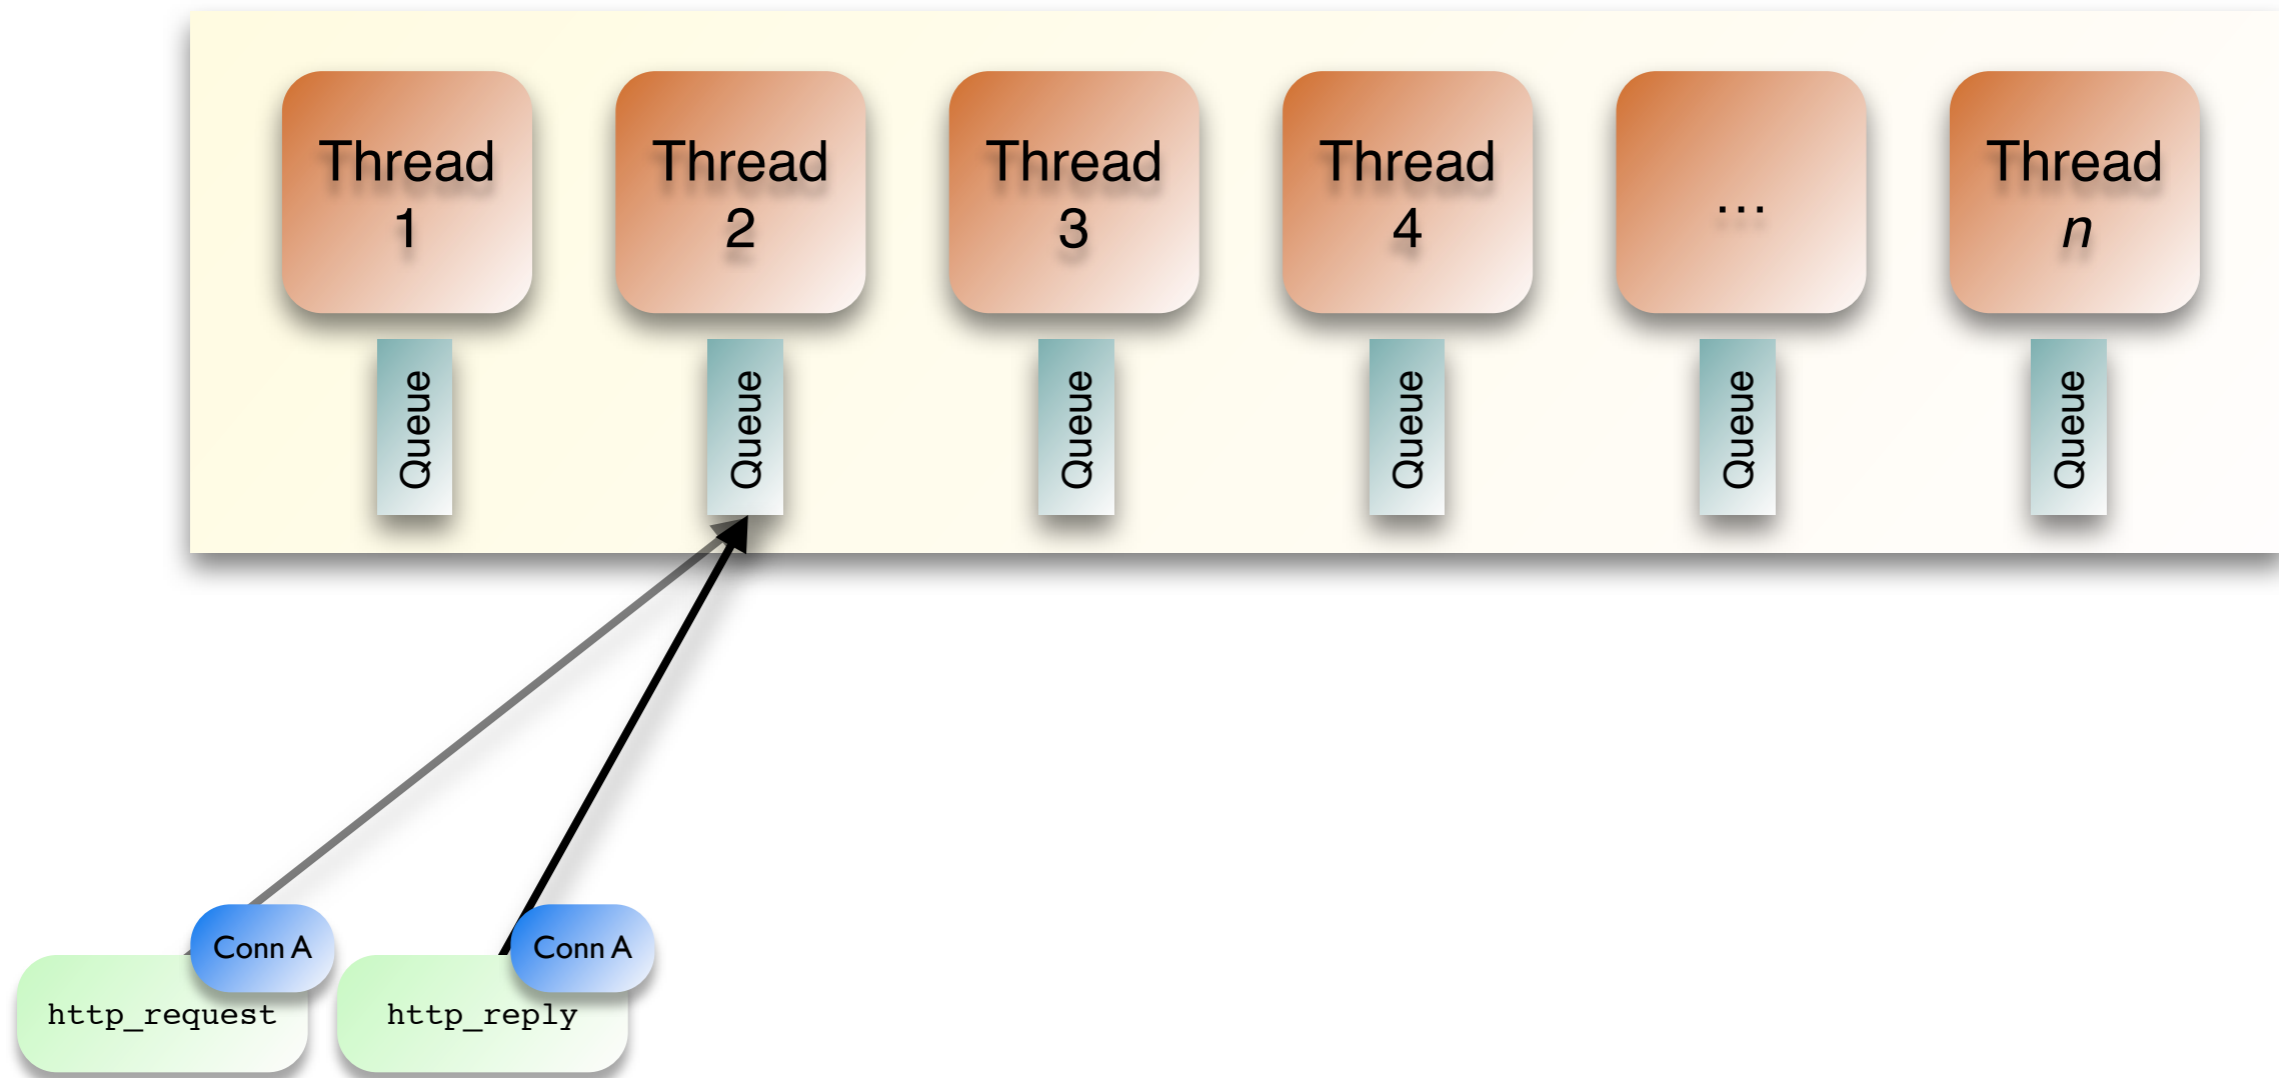 Thread
1
Thread
2
Thread
3
Thread
4
...
Thread
n
Queue
Queue
Queue
Queue
Queue
Queue
Conn A
http_request
Conn A
http_reply